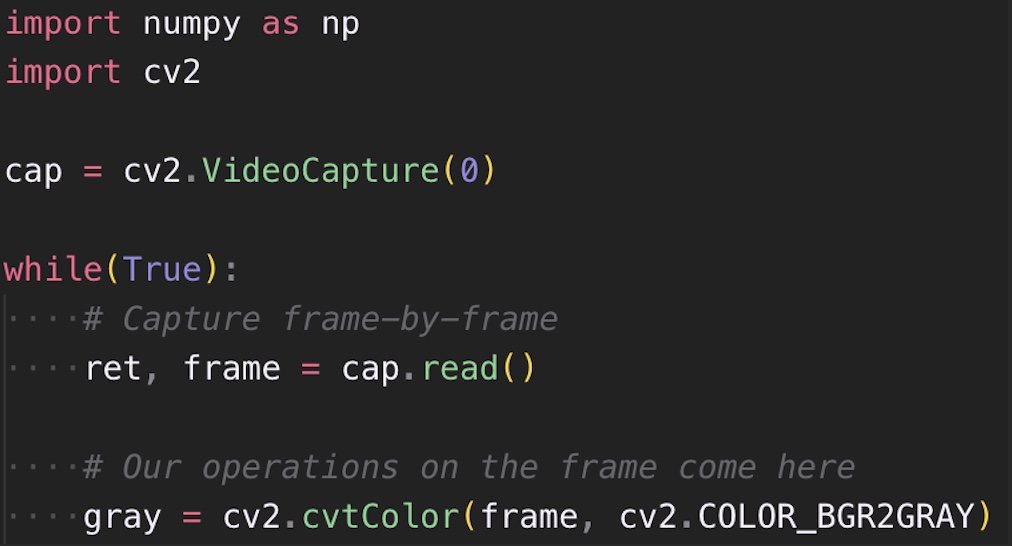 import numpy as np
import cv2
cap = cv2.VideoCapture(0)
while(True):
    # Capture frame-by-frame
    ret, frame = cap.read()
    # Our operations on the frame come here
    gray = cv2.cvtColor(frame, cv2.COLOR_BGR2GRAY)